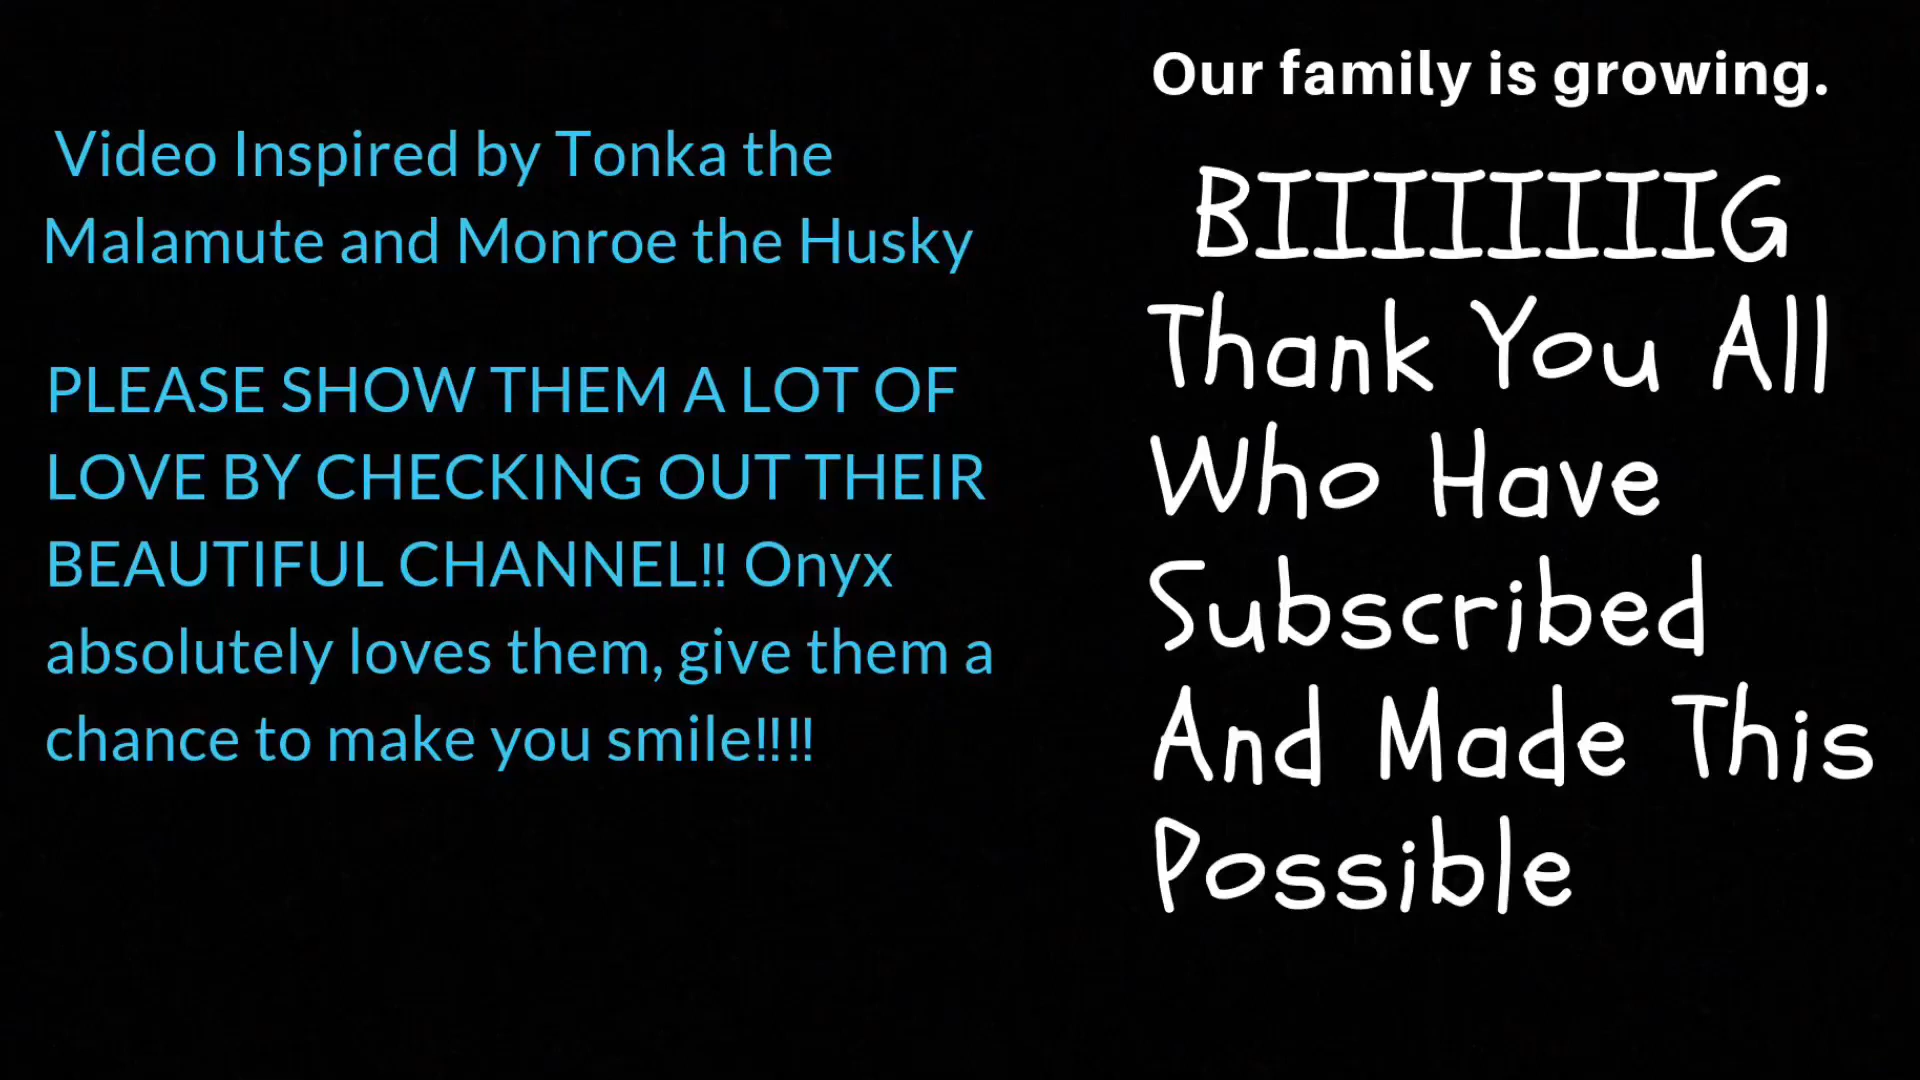 Video Inspired by Tonka the
Malamute and Monroe the Husky
PLEASE SHOW THEM A LOT OF
LOVE BY CHECKING OUT THEIR
BEAUTIFUL CHANNEL!! Onyx
absolutely loves them, give them a
chance to make you smile!!!!
Our family is growing.
BIIIIIIIIG
Thank You All
Who Have
Subscribed
And Made This
Possible